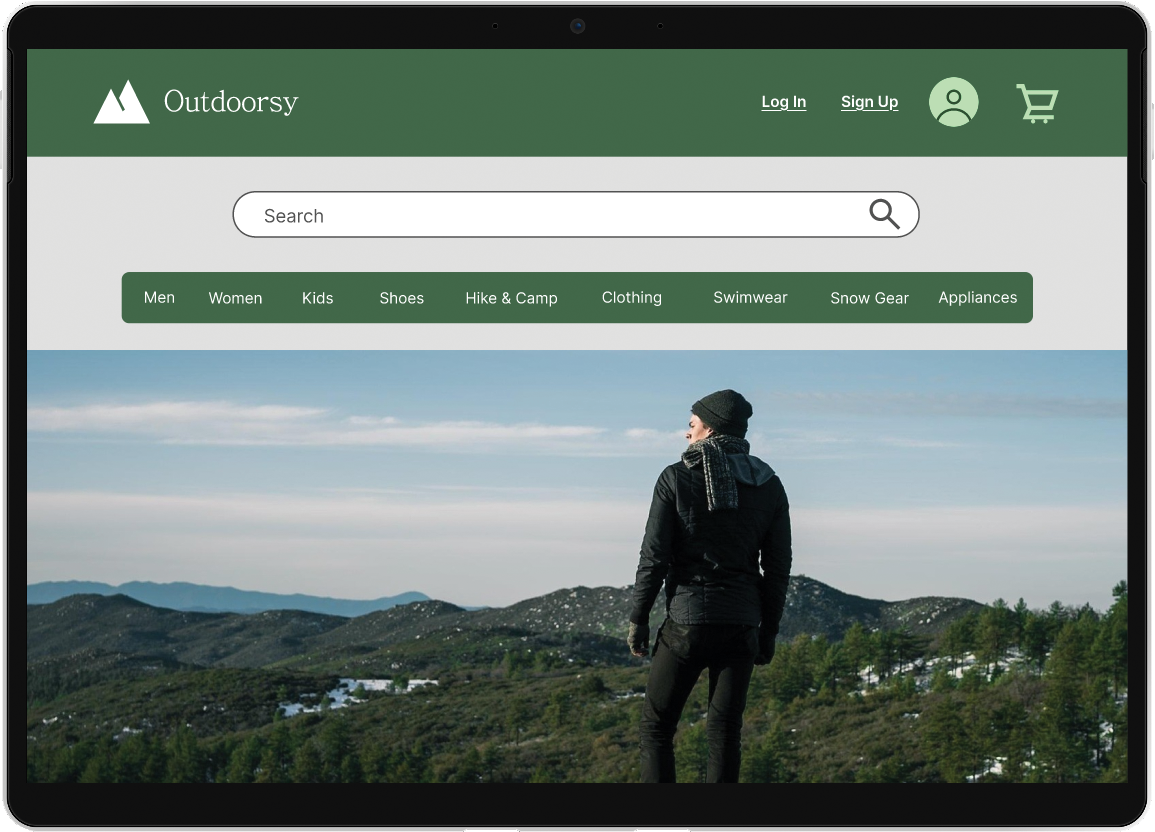 Outdoorsy
Log In
Sign Up
Search
Men
Women
Kids
Shoes
Hike & Camp
Clothing
Swimwear
Snow Gear
Appliances